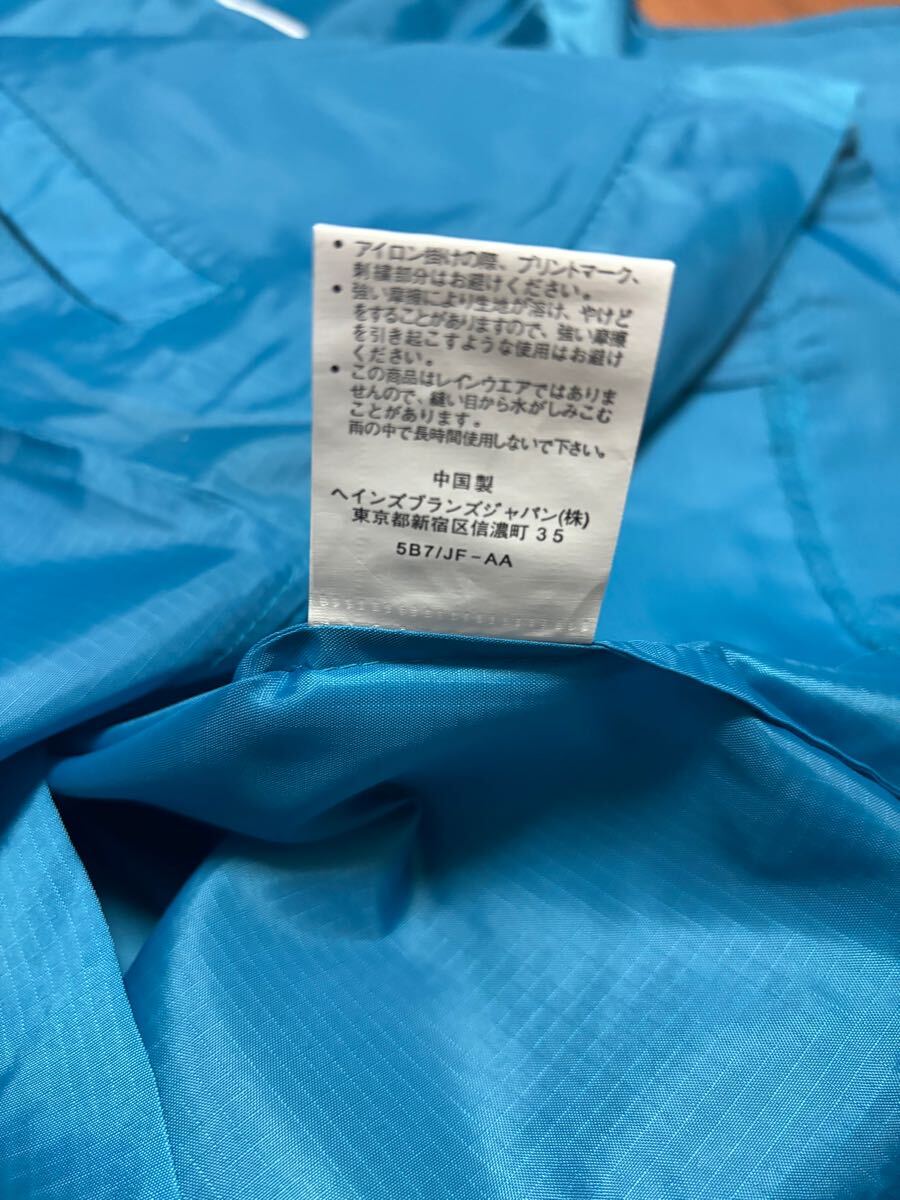 • アイロン掛けの際、プリントマーク、
刺繍部分はお避けください。
• 強い摩擦により生地が溶け、やけど
をすることがありますので、強い摩擦
を引き起こすような使用はお避け
ください。
• この商品はレインウエアではありま
せんので、縫い目から水がしみこむ
ことがあります。
雨の中で長時間使用しないで下さい。
中国製
ヘインズブランズジャパン(株)
東京都新宿区信濃町 35
5B7/JF-AA